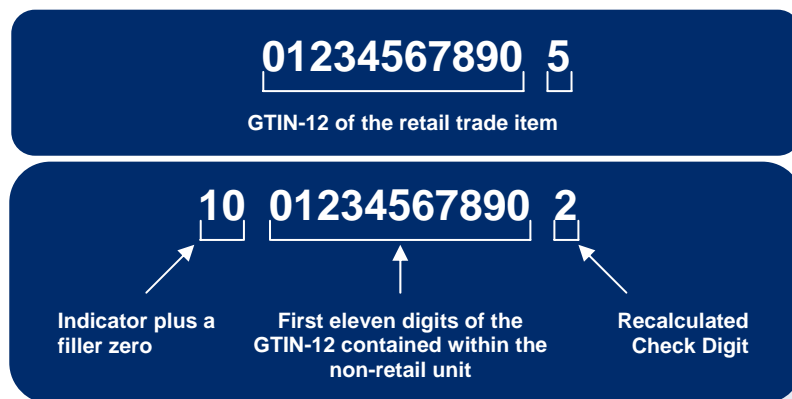 01234567890 5
GTIN-12 of the retail trade item
10 01234567890 2
Indicator plus a
filler zero
First eleven digits of the
GTIN-12 contained within the
non-retail unit
Recalculated
Check Digit